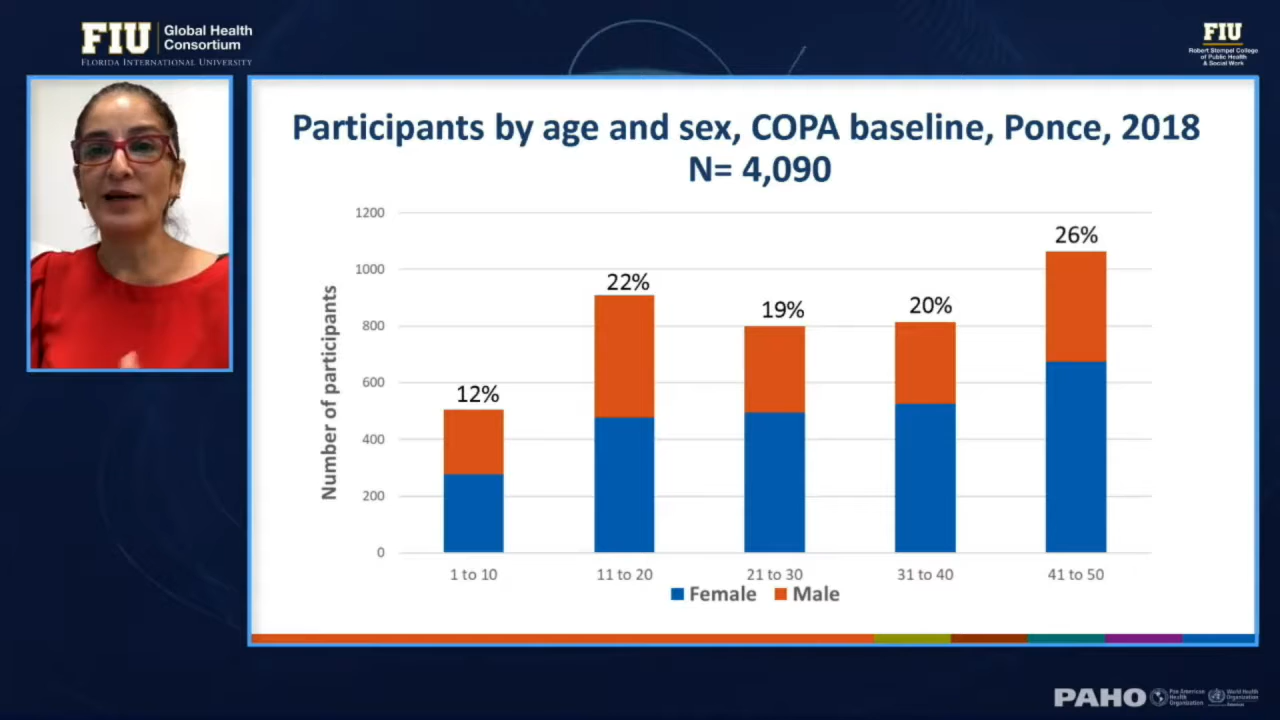 FIU
Global Health
Consortium
FLORIDA INTERNATIONAL UNIVERSITY
FIU
Robert Stempel College
of Public Health
& Social Work
Participants by age and sex, COPA baseline, Ponce, 2018
N= 4,090
Number of participants
1200
1000
800
600
400
200
0
12%
22%
19%
20%
26%
1 to 10
11 to 20
21 to 30
31 to 40
41 to 50
Female
Male
PAHO
Pan American
Health
Organization
World Health
Organization